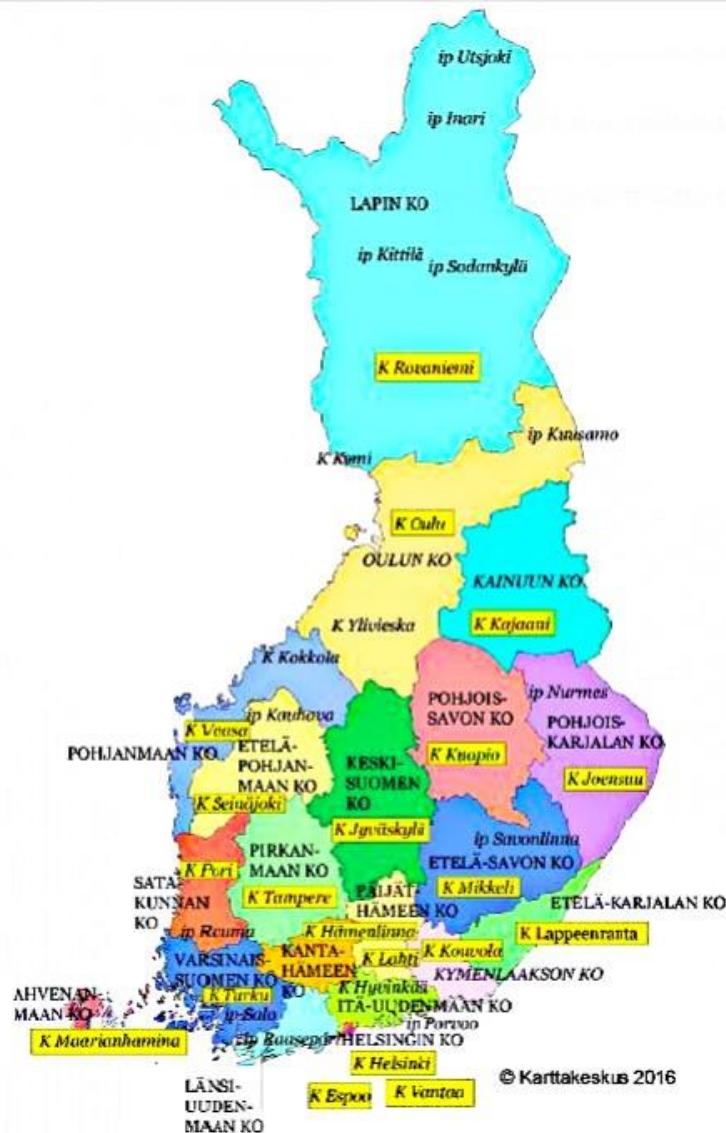 ip Utsjoki
ip Inari
LAPIN KO
ip Kittilä
ip Sodankylä
K Rovaniemi
ip Kuusamo
K Kemi
K Oulu
OULUN KO
KAINUUN KO
K Ylivieska
K Kajaani
K Kokkola
POHJOIS-
SAVON KO
ip Nurmes
ip Kauhava
K Vaasa
POHJANMAAN KO
ETELÄ-
POHJAN-
MAAN KO
KESKI-
SUOMEN
KO
K Kuopio
POHJOIS-
KARJALAN KO
K Joensuu
K Seinäjoki
K Jyväskylä
ip Savonlinna
ETELÄ-SAVON KO
PIRKAN-
MAAN KO
K Pori
K Tampere
K Mikkeli
SATA-
KUNNAN
KO
PÄIJÄT-
HÄMEEN KO
ETELÄ-KARJALAN KO
ip Rauma
K Hämenlinna
K Lappeenranta
VARSINAIS-
SUOMEN KO
KANTA-
HÄMEEN
KO
K Lahti
K Kouvola
KYMENLAAKSON KO
K Turku
K Hyvinkää
AHVENAN-
MAAN KO
ip Salo
ITÄ-UUDENMAAN KO
ip Porvoo
K Maarianhamina
ip Raasepori
HELSINGIN KO
K Helsinki
K Espoo
K Vantaa
LÄNSI-
UUDEN-
MAAN KO
© Karttakeskus 2016